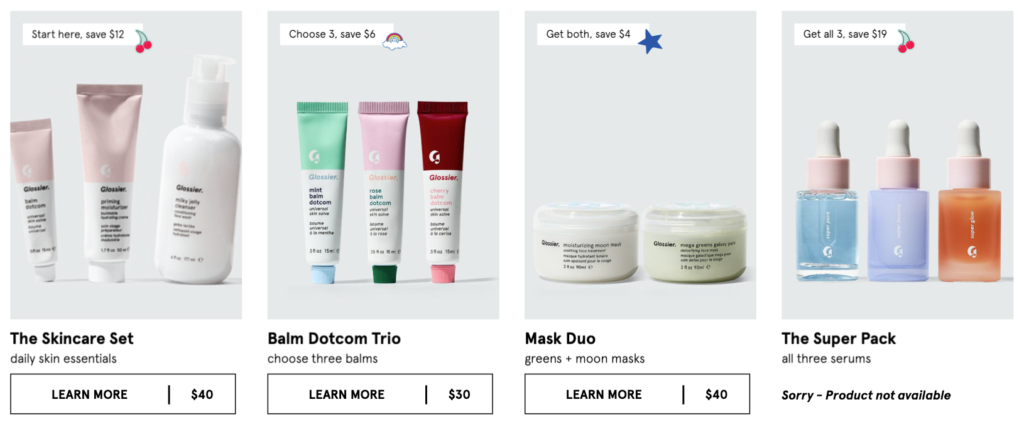 Start here, save $12
Choose 3, save $6
Get both, save $4
Get all 3, save $19
Glossier.
balm
dotcom
universal
skin salve
Glossier.
priming
moisturizer
Glossier.
milky jelly
cleanser
conditioning
face wash
Glossier.
mint
balm
dotcom
universal
skin salve
baume
universel
à la menthe
Glossier.
rose
balm
dotcom
universal
skin salve
baume
universel
à la rose
Glossier.
cherry
balm
dotcom
universal
skin salve
baume
universel
à la cerise
Glossier.
moisturizing moon mask
Glossier.
mega greens galaxy pack
super pure
super glow
The Skincare Set
daily skin essentials
LEARN MORE | $40
Balm Dotcom Trio
choose three balms
LEARN MORE | $30
Mask Duo
greens + moon masks
LEARN MORE | $40
The Super Pack
all three serums
Sorry - Product not available